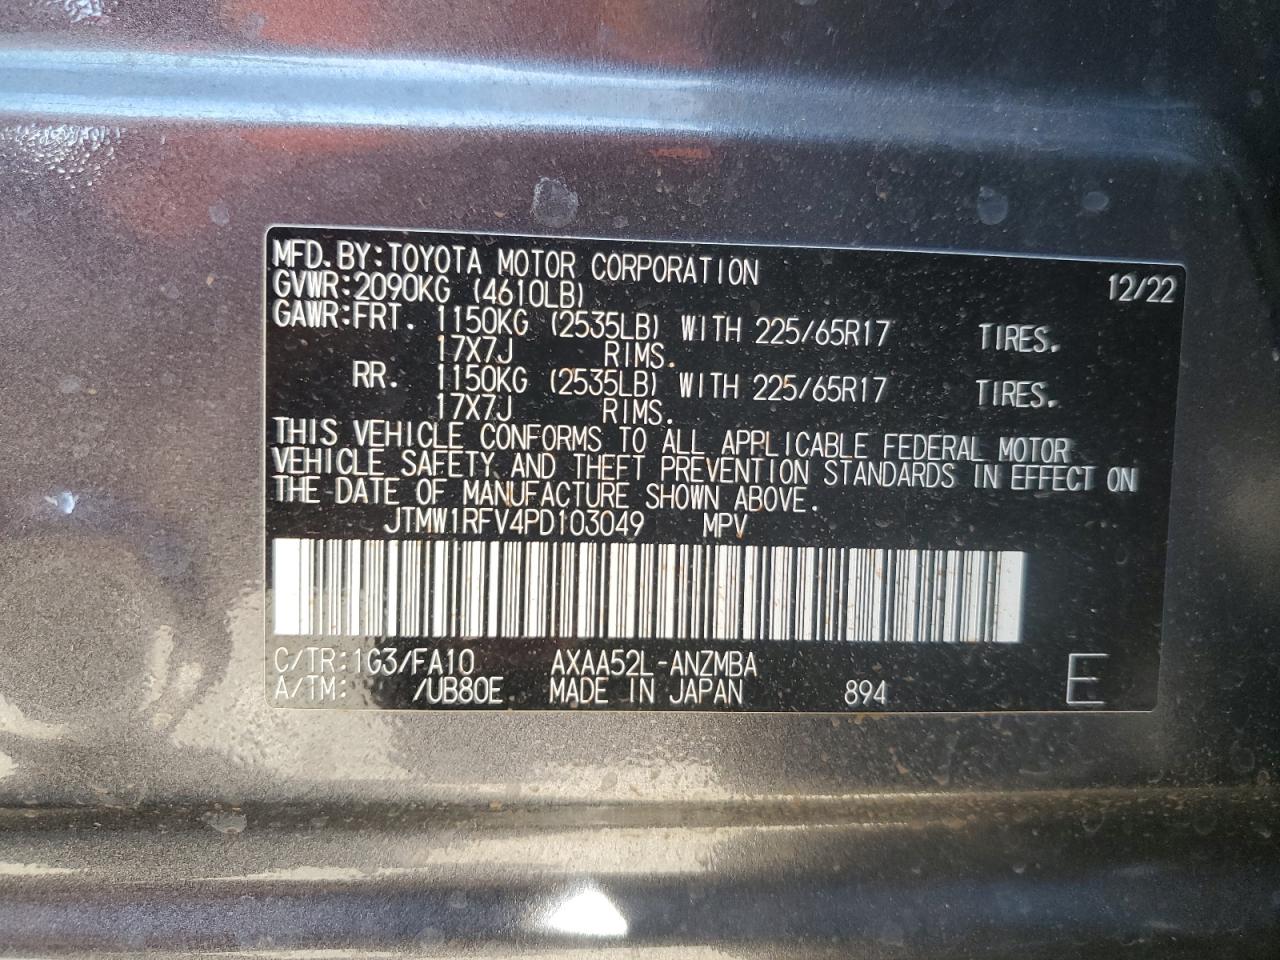 MFD. BY: TOYOTA MOTOR CORPORATION 12/22
GVWR: 2090KG (4610LB)
GAWR: FRT. 1150KG (2535LB) WITH 225/65R17 TIRES.
17X7J RIMS.
RR. 1150KG (2535LB) WITH 225/65R17 TIRES.
17X7J RIMS.
THIS VEHICLE CONFORMS TO ALL APPLICABLE FEDERAL MOTOR
VEHICLE SAFETY AND THEFT PREVENTION STANDARDS IN EFFECT ON
THE DATE OF MANUFACTURE SHOWN ABOVE.
JTMW1RFV4PD103049 MPV
C/TR: 1G3/FA10 AXAA52L-ANZMBA
A/TM: /UB80E MADE IN JAPAN 894 E